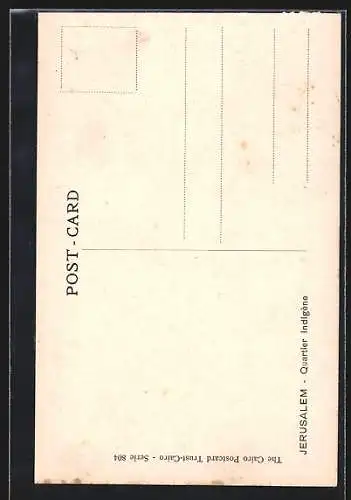 POST - CARD
JERUSALEM - Quartier Indigène
The Cairo Postcard Trust-Cairo - Serie 804